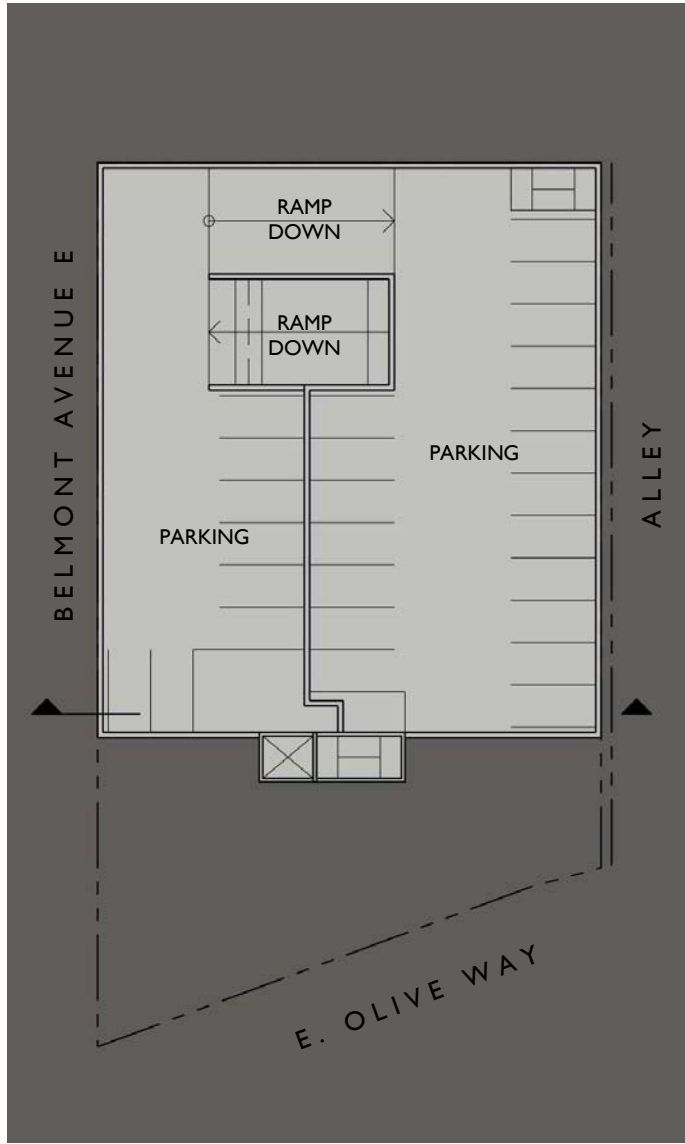 RAMP
DOWN
RAMP
DOWN
PARKING
PARKING
BELMONT AVENUE E
ALLEY
E. OLIVE WAY